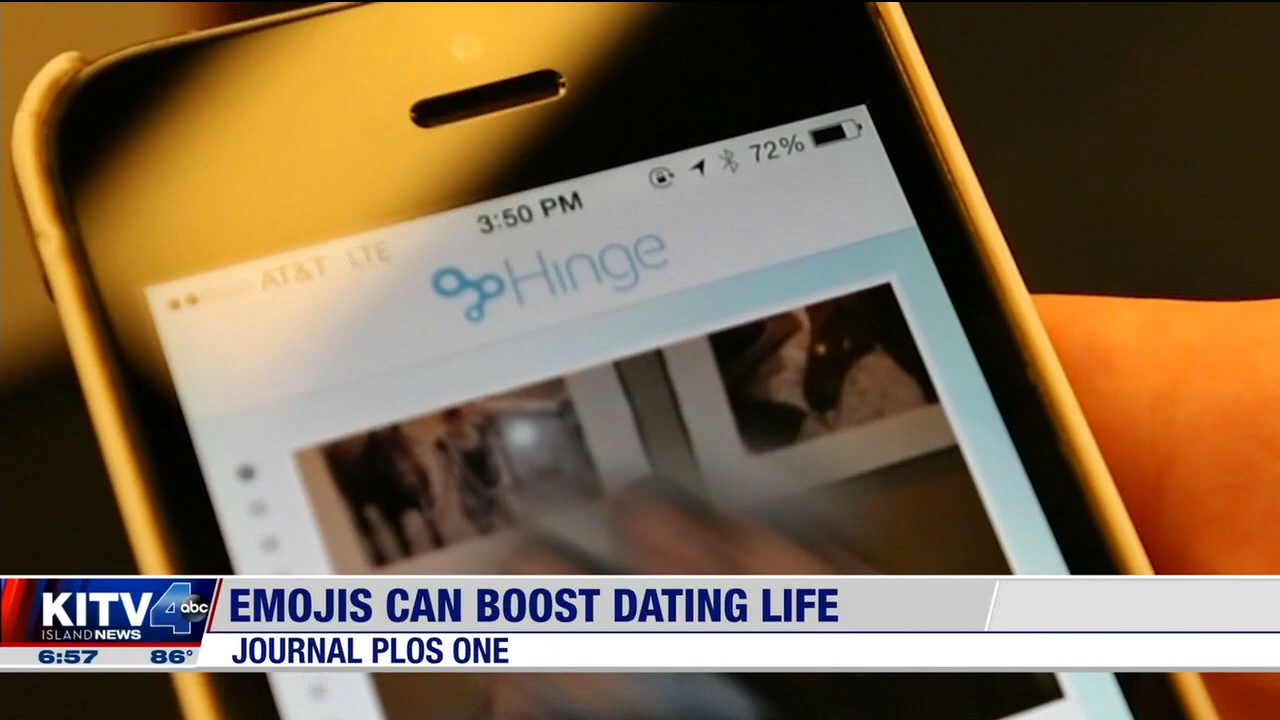 3:50 PM
72%
AT&T LTE
Hinge
KITV 4 abc
ISLAND NEWS
EMOJIS CAN BOOST DATING LIFE
JOURNAL PLOS ONE
6:57 86°